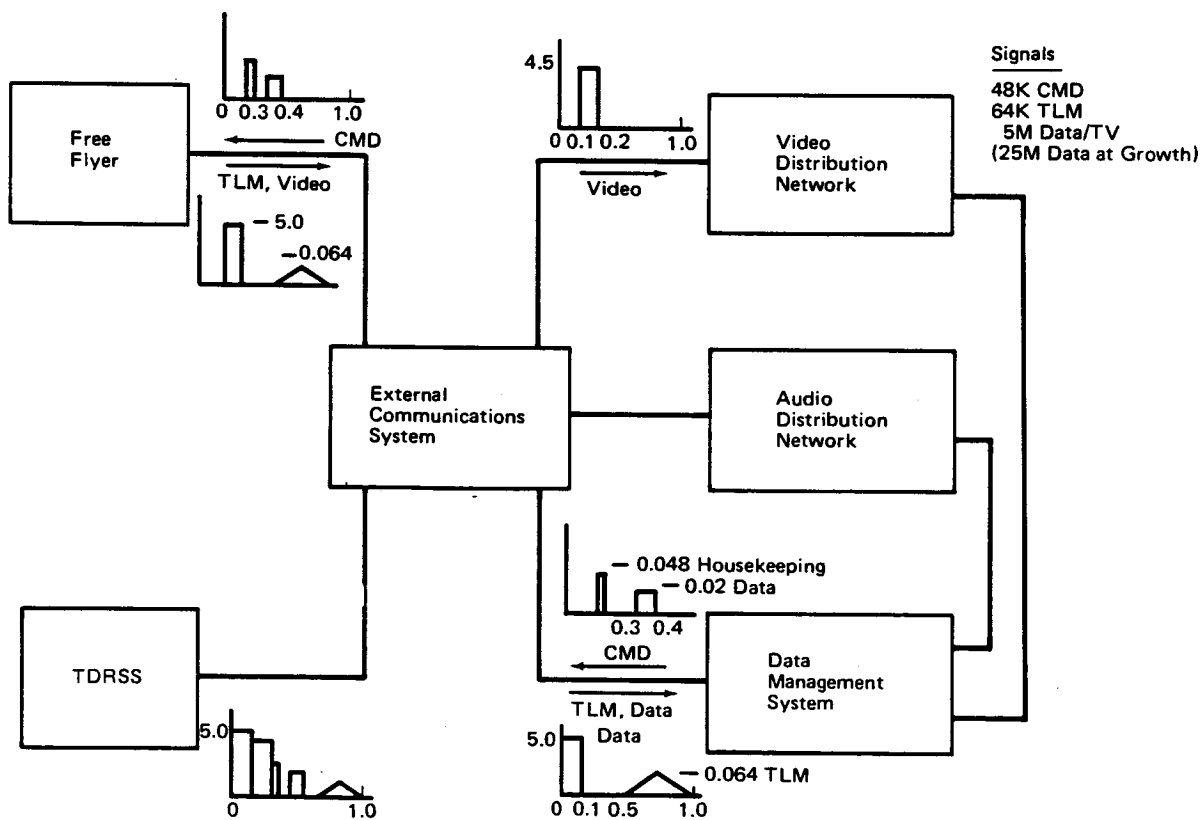 Signals
48K CMD
64K TLM
5M Data/TV
(25M Data at Growth)
0 0.3 0.4 1.0
Free
Flyer
CMD
TLM, Video
5.0
0.064
4.5
0 0.1 0.2 1.0
Video
Video
Distribution
Network
External
Communications
System
Audio
Distribution
Network
0.048 Housekeeping
0.02 Data
0.3 0.4
CMD
TLM, Data
Data
Data
Management
System
5.0
0.064 TLM
0 0.1 0.5 1.0
TDRSS
5.0
0 1.0